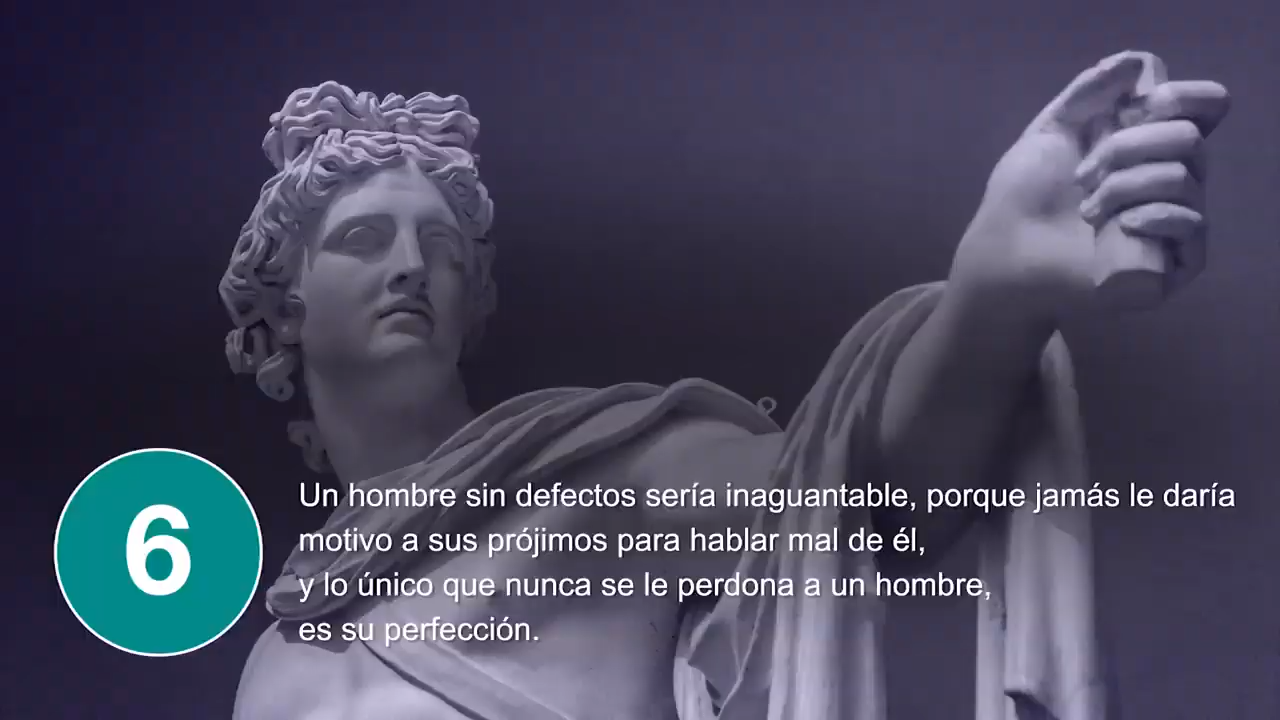 6
Un hombre sin defectos sería inaguantable, porque jamás le daría
motivo a sus prójimos para hablar mal de él,
y lo único que nunca se le perdona a un hombre,
es su perfección.